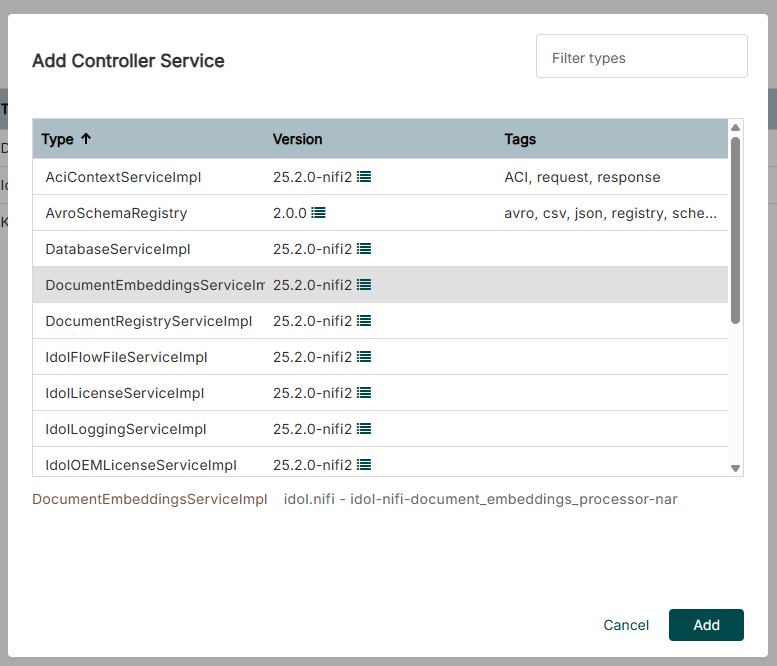 Add Controller Service
Filter types
Type Version Tags
AciContextServiceImpl 25.2.0-nifi2 ACI, request, response
AvroSchemaRegistry 2.0.0 avro, csv, json, registry, sche...
DatabaseServiceImpl 25.2.0-nifi2
DocumentEmbeddingsServiceIm 25.2.0-nifi2
DocumentRegistryServiceImpl 25.2.0-nifi2
IdolFlowFileServiceImpl 25.2.0-nifi2
IdolLicenseServiceImpl 25.2.0-nifi2
IdolLoggingServiceImpl 25.2.0-nifi2
IdolOEMLicenseServiceImpl 25.2.0-nifi2
DocumentEmbeddingsServiceImpl idol.nifi - idol-nifi-document_embeddings_processor-nar
Cancel Add